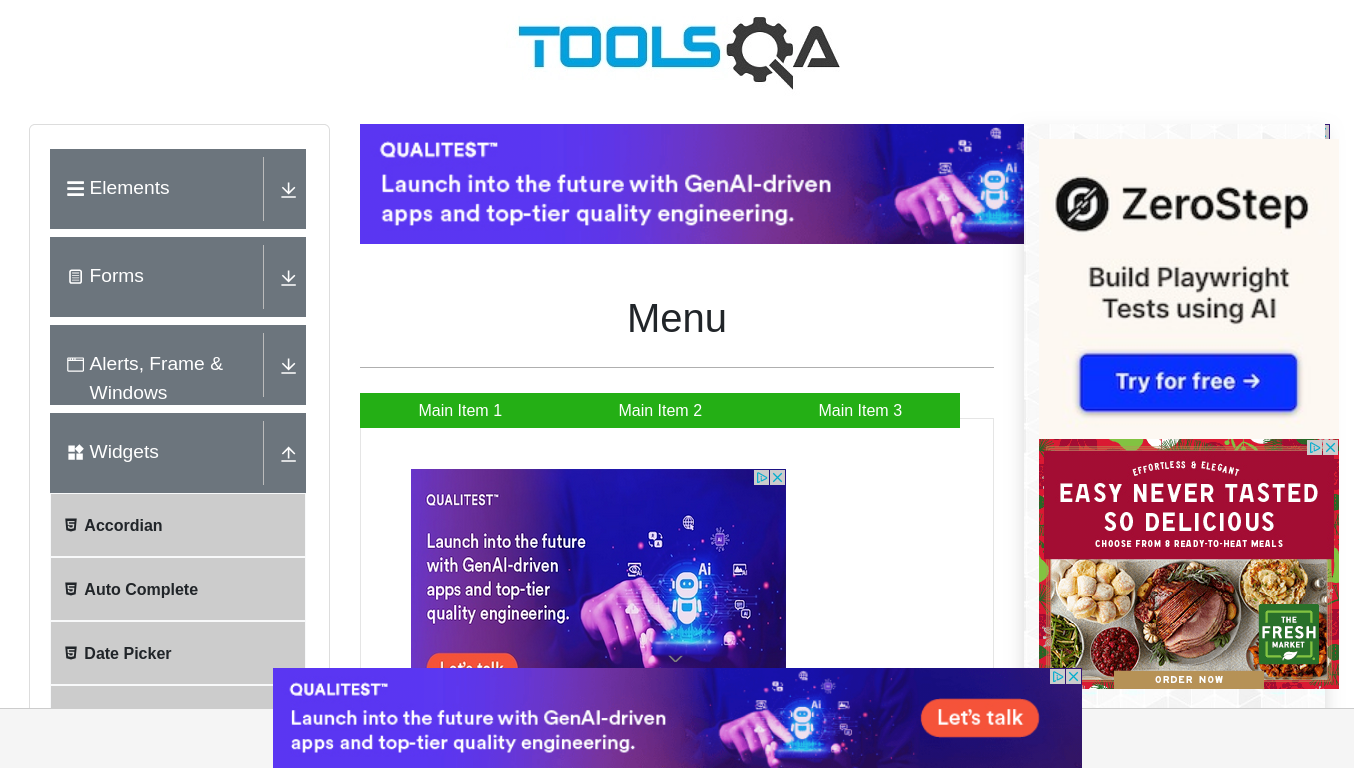 TOOLSQA
Elements
Forms
Alerts, Frame &
Windows
Widgets
Accordian
Auto Complete
Date Picker
QUALITEST™
Launch into the future with GenAI-driven
apps and top-tier quality engineering.
Ai
Menu
Main Item 1
Main Item 2
Main Item 3
QUALITEST™
Launch into the future
with GenAI-driven
apps and top-tier
quality engineering.
Ai
Let's talk
ZeroStep
Build Playwright
Tests using AI
Try for free →
EFFORTLESS & ELEGANT
EASY NEVER TASTED
SO DELICIOUS
CHOOSE FROM 8 READY-TO-HEAT MEALS
THE
FRESH
MARKET
ORDER NOW
QUALITEST™
Launch into the future with GenAI-driven
apps and top-tier quality engineering.
Ai
Let's talk